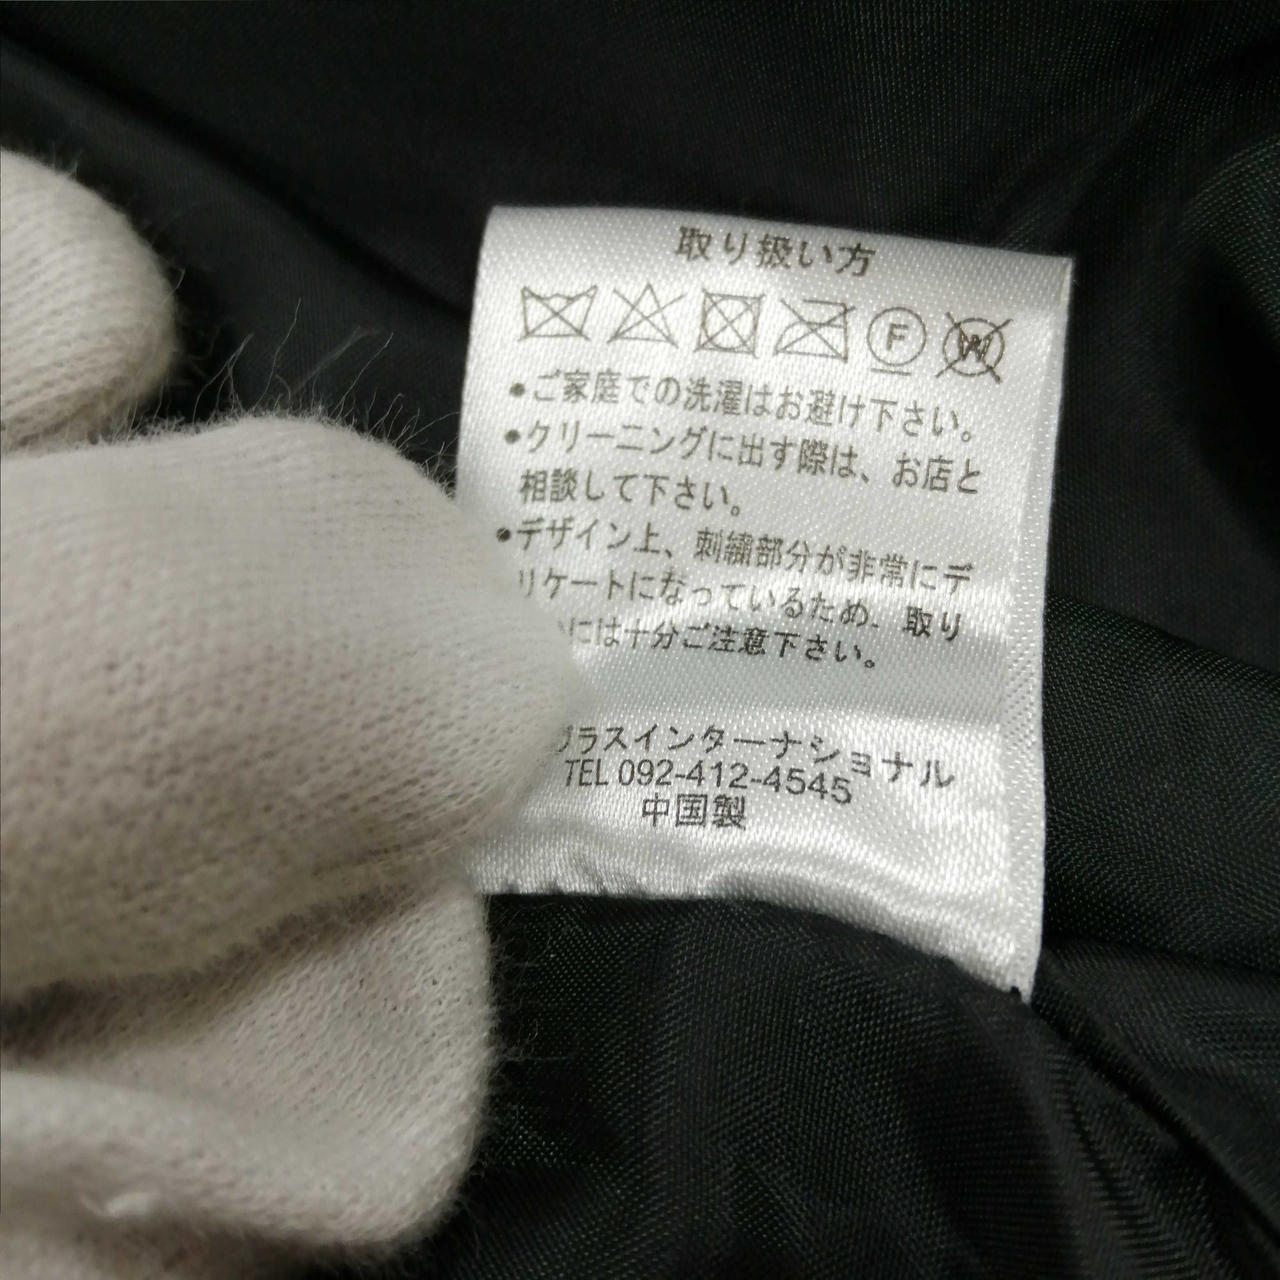 取り扱い方
F W
●ご家庭での洗濯はお避け下さい。
●クリーニングに出す際は、お店と
相談して下さい。
●デザイン上、刺繍部分が非常にデ
リケートになっているため、取り
には十分ご注意下さい。
ラスインターナショナル
TEL 092-412-4545
中国製